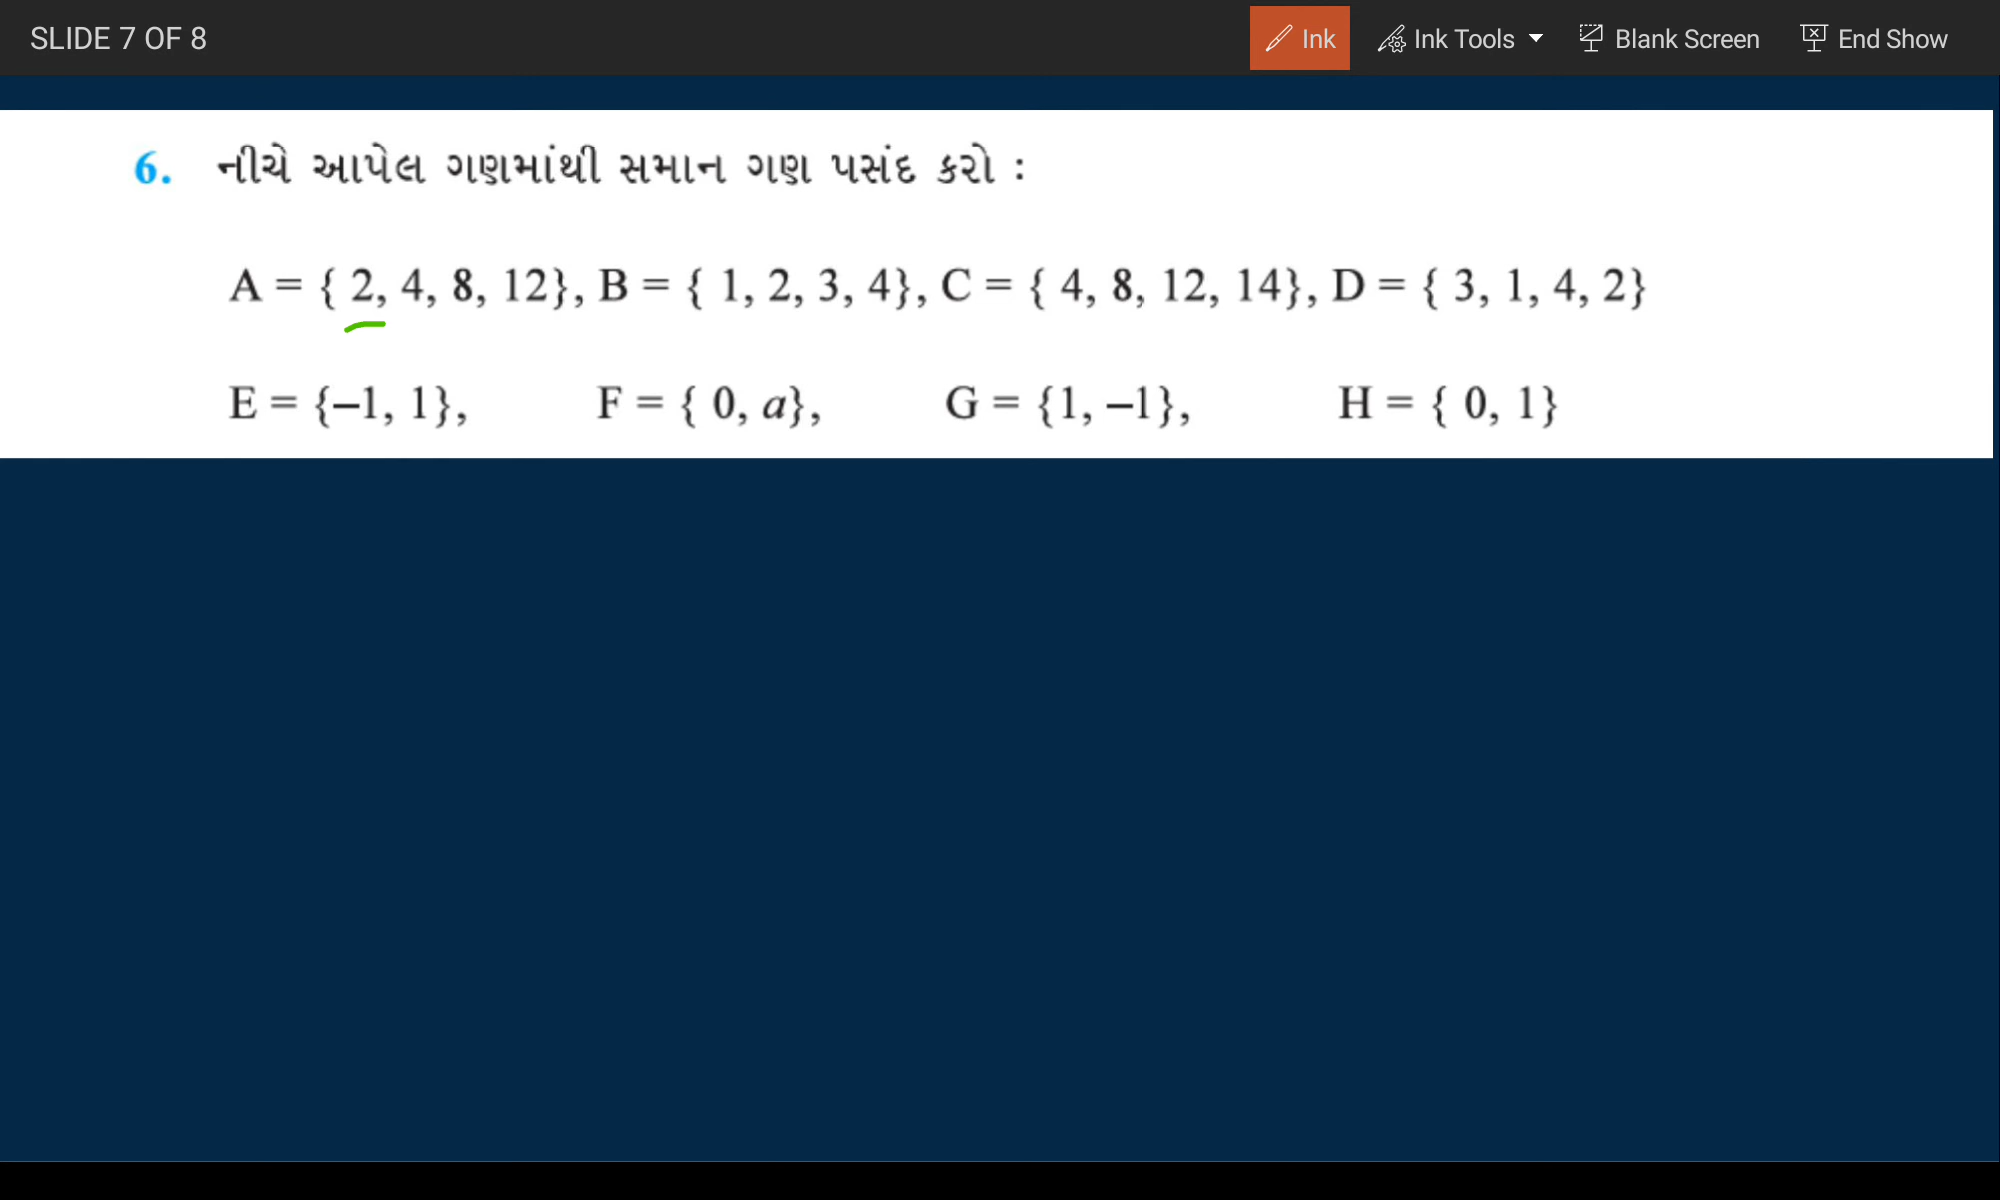 SLIDE 7 OF 8 Ink Ink Tools Blank Screen End Show
6. નીચે આપેલ ગણમાંથી સમાન ગણ પસંદ કરો :
A = { 2, 4, 8, 12}, B = { 1, 2, 3, 4}, C = { 4, 8, 12, 14}, D = { 3, 1, 4, 2}
E = {–1, 1}, F = { 0, a}, G = {1, –1}, H = { 0, 1}